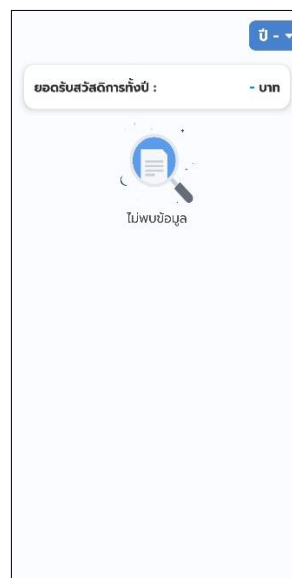 ปี -
ยอดรับสวัสดิการทั้งปี : - บาท
ไม่พบข้อมูล